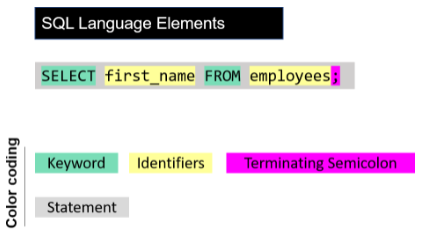 SQL Language Elements
SELECT first_name FROM employees;
Color coding
Keyword Identifiers Terminating Semicolon
Statement